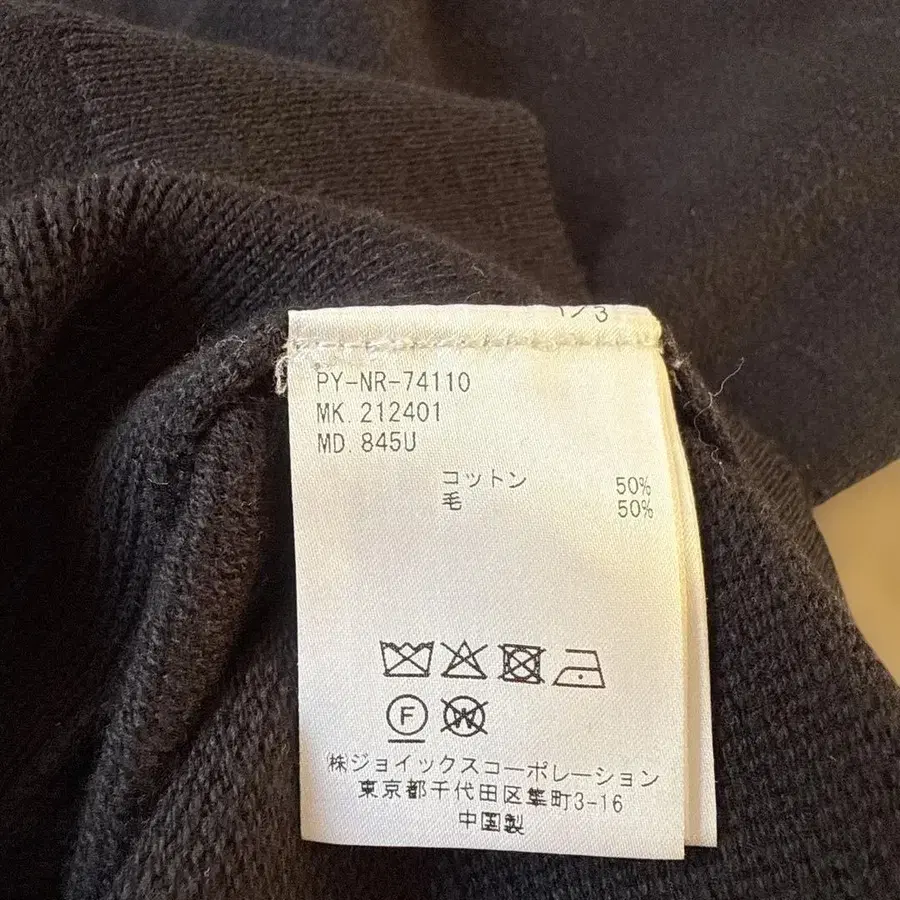 1/3
PY-NR-74110
MK. 212401
MD. 845U
コットン 50%
毛 50%
F
W
㈱ジョイックスコーポレーション
東京都千代田区隼町3-16
中国製